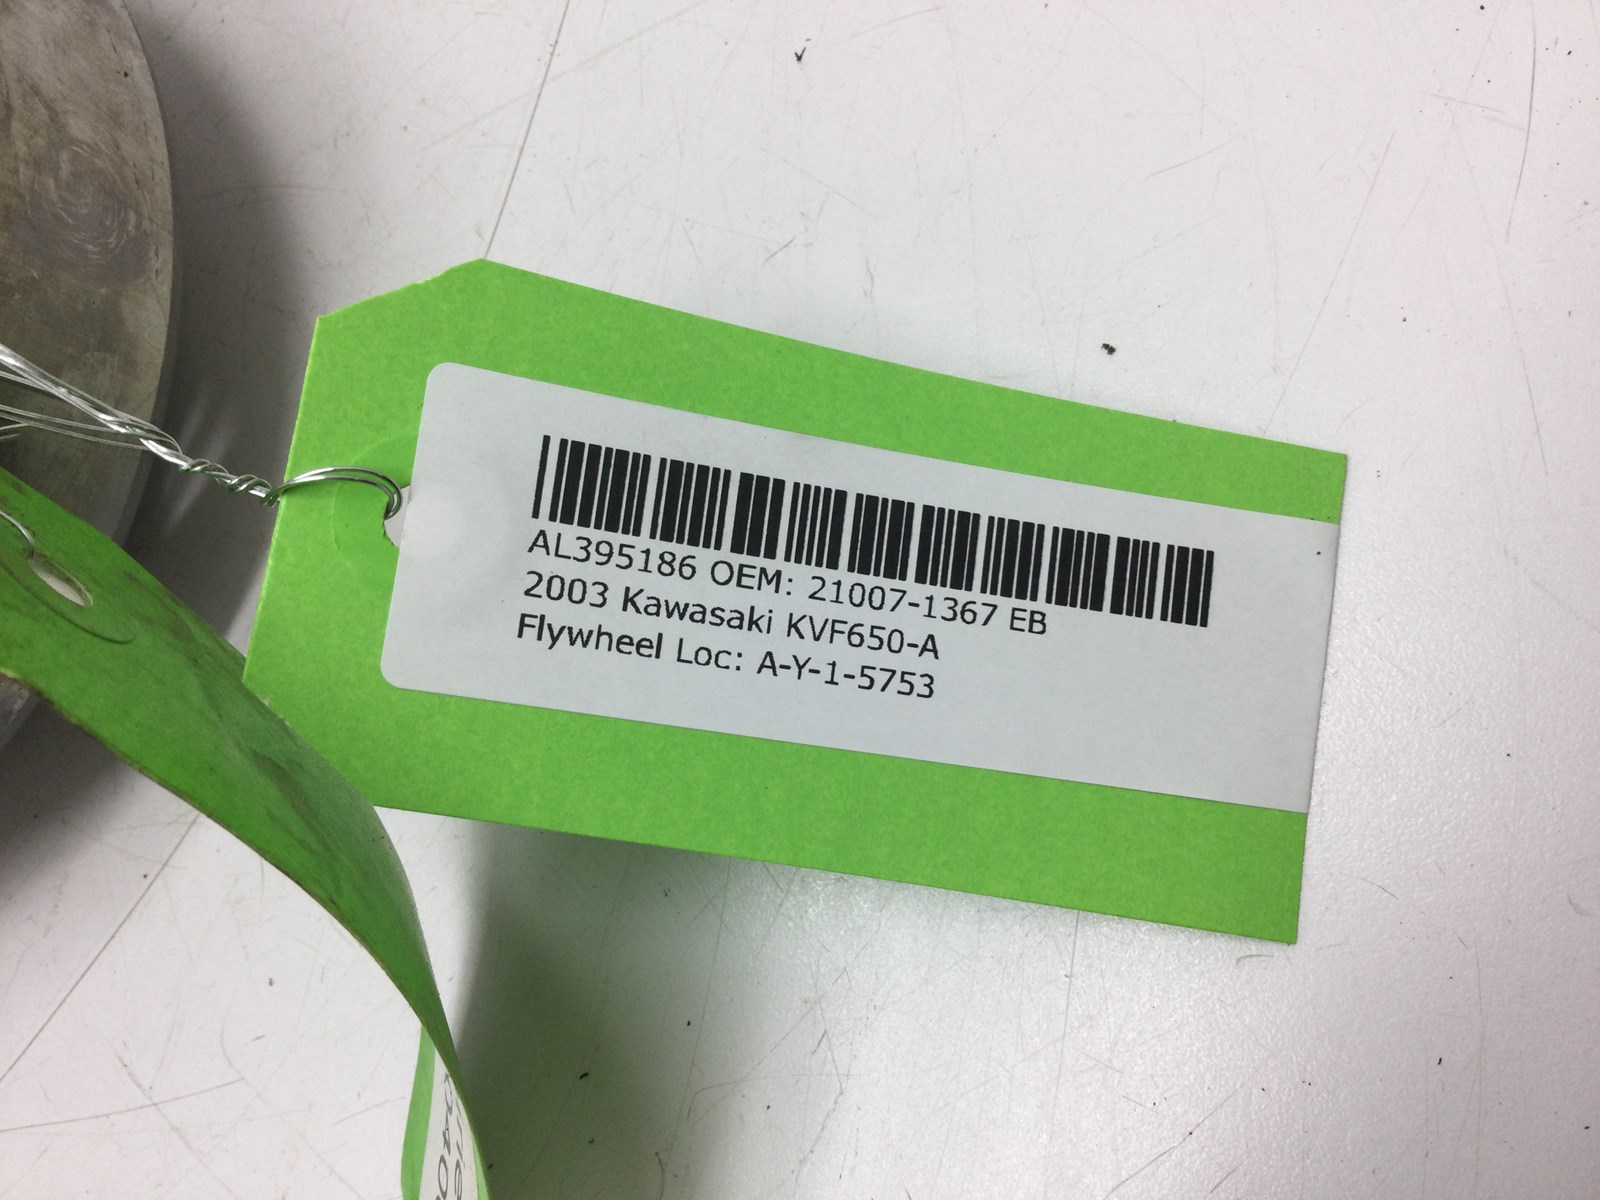 AL395186 OEM: 21007-1367 EB
2003 Kawasaki KVF650-A
Flywheel Loc: A-Y-1-5753